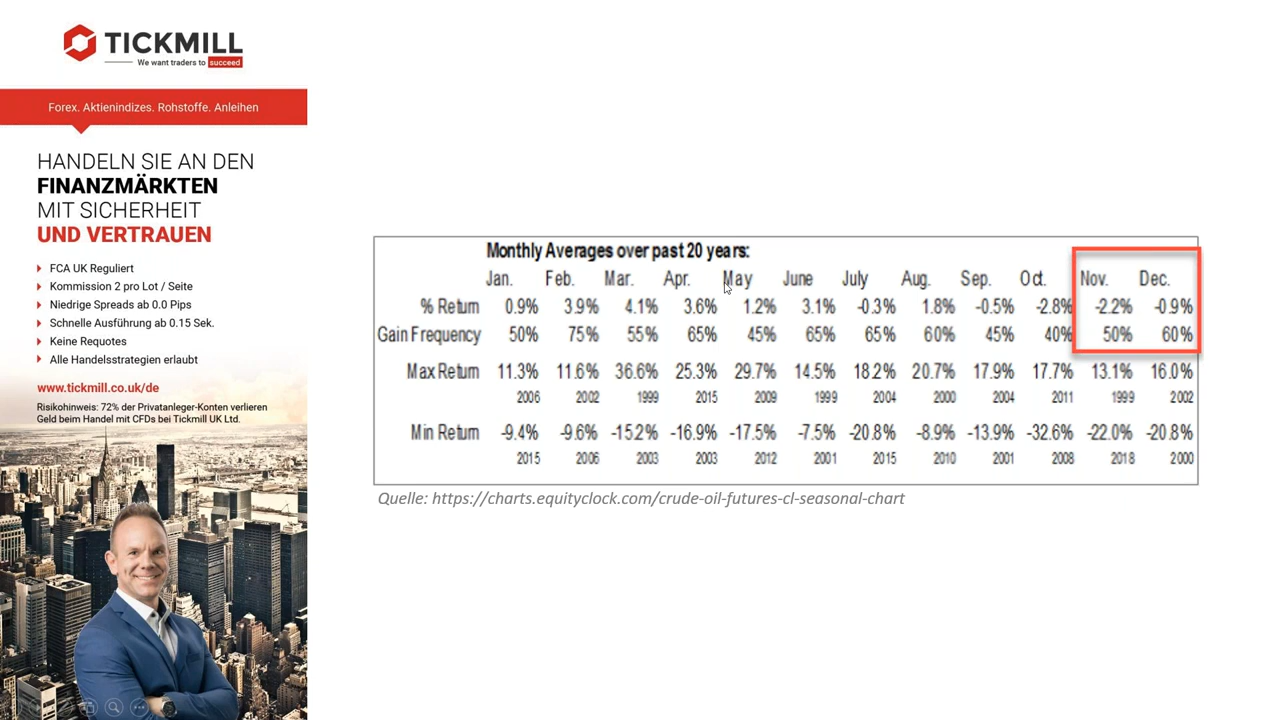 TICKMILL
We want traders to succeed
Forex. Aktienindizes. Rohstoffe. Anleihen
HANDELN SIE AN DEN
FINANZMÄRKTEN
MIT SICHERHEIT
UND VERTRAUEN
FCA UK Reguliert
Kommission 2 pro Lot / Seite
Niedrige Spreads ab 0.0 Pips
Schnelle Ausführung ab 0.15 Sek.
Keine Requotes
Alle Handelsstrategien erlaubt
www.tickmill.co.uk/de
Risikohinweis: 72% der Privatanleger-Konten verlieren
Geld beim Handel mit CFDs bei Tickmill UK Ltd.
Monthly Averages over past 20 years:
Jan. Feb. Mar. Apr. May June July Aug. Sep. Oct. Nov. Dec.
% Return 0.9% 3.9% 4.1% 3.6% 1.2% 3.1% -0.3% 1.8% -0.5% -2.8% -2.2% -0.9%
Gain Frequency 50% 75% 55% 65% 45% 65% 65% 60% 45% 40% 50% 60%
Max Return 11.3% 11.6% 36.6% 25.3% 29.7% 14.5% 18.2% 20.7% 17.9% 17.7% 13.1% 16.0%
2006 2002 1999 2015 2009 1999 2004 2000 2004 2011 1999 2002
Min Return -9.4% -9.6% -15.2% -16.9% -17.5% -7.5% -20.8% -8.9% -13.9% -32.6% -22.0% -20.8%
2015 2006 2003 2003 2012 2001 2015 2010 2001 2008 2018 2000
Quelle: https://charts.equityclock.com/crude-oil-futures-cl-seasonal-chart